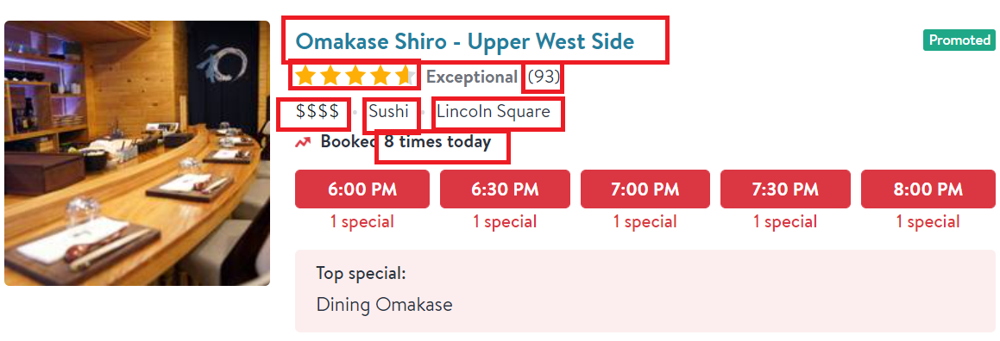 Omakase Shiro - Upper West Side
Promoted
Exceptional (93)
$$$$ • Sushi • Lincoln Square
Booked 8 times today
6:00 PM 6:30 PM 7:00 PM 7:30 PM 8:00 PM
1 special 1 special 1 special 1 special 1 special
Top special:
Dining Omakase